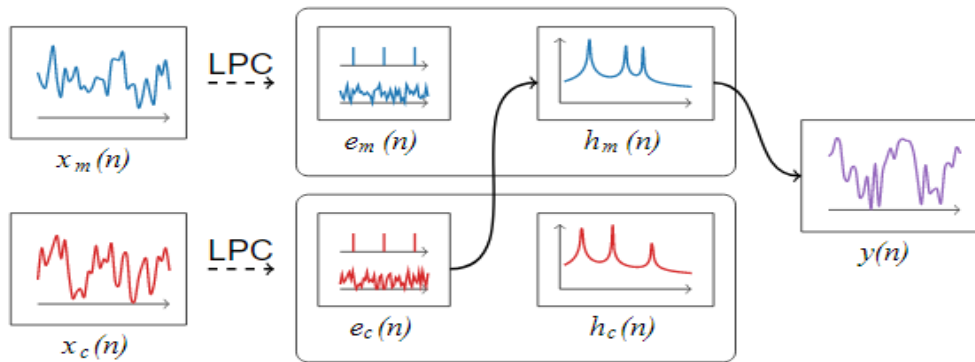 LPC
x_m(n)
e_m(n)
h_m(n)
y(n)
LPC
x_c(n)
e_c(n)
h_c(n)